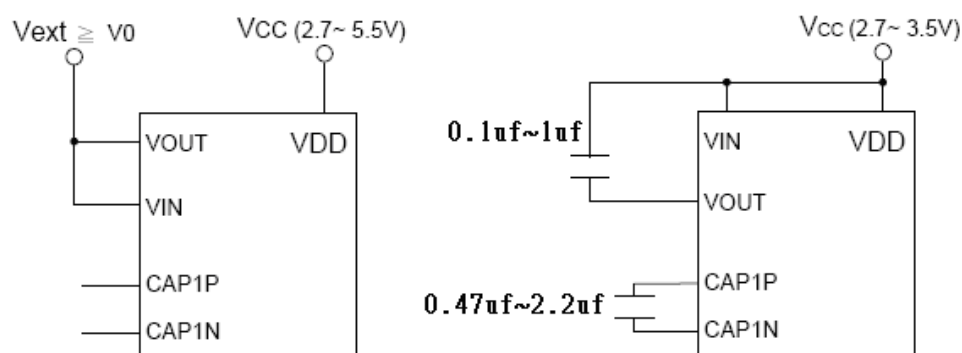 Vext ≧ V0
VCC (2.7~ 5.5V)
VOUT
VDD
VIN
CAP1P
CAP1N
Vcc (2.7~ 3.5V)
0.1uf~1uf
VIN
VDD
VOUT
CAP1P
0.47uf~2.2uf
CAP1N